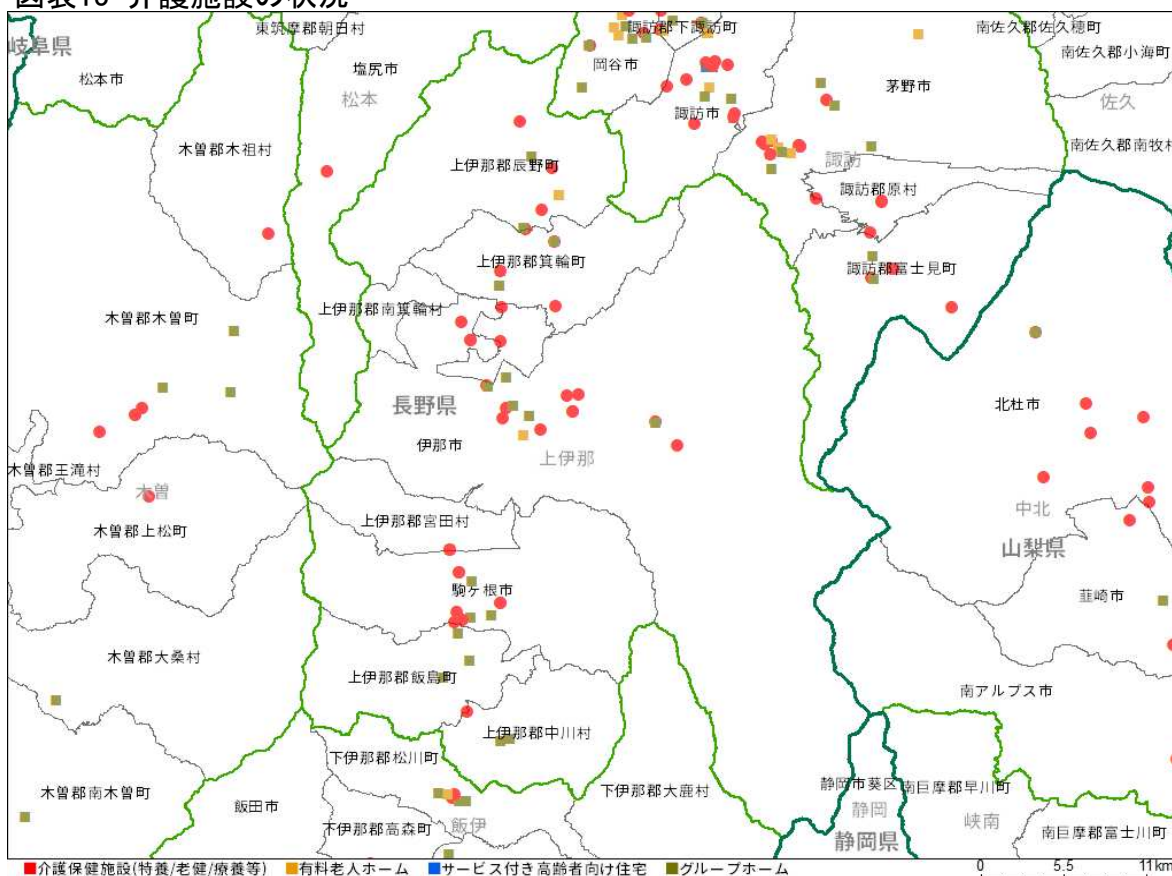 図表10 介護施設の状況
岐阜県
松本市
東筑摩郡朝日村
塩尻市
松本
岡谷市
諏訪郡下諏訪町
諏訪市
茅野市
諏訪
南佐久郡佐久穂町
南佐久郡小海町
佐久
南佐久郡南牧村
木曽郡木祖村
上伊那郡辰野町
諏訪郡原村
上伊那郡箕輪町
諏訪郡富士見町
上伊那郡南箕輪村
木曽郡木曽町
長野県
北杜市
伊那市
上伊那
木曽郡王滝村
木曽
木曽郡上松町
上伊那郡宮田村
中北
山梨県
駒ヶ根市
韮崎市
木曽郡大桑村
上伊那郡飯島町
南アルプス市
上伊那郡中川村
下伊那郡松川町
木曽郡南木曽町
飯田市
下伊那郡大鹿村
静岡市葵区
南巨摩郡早川町
下伊那郡高森町
飯伊
静岡
静岡県
峡南
南巨摩郡富士川町
介護保健施設(特養/老健/療養等) 有料老人ホーム サービス付き高齢者向け住宅 グループホーム
0 5.5 11km